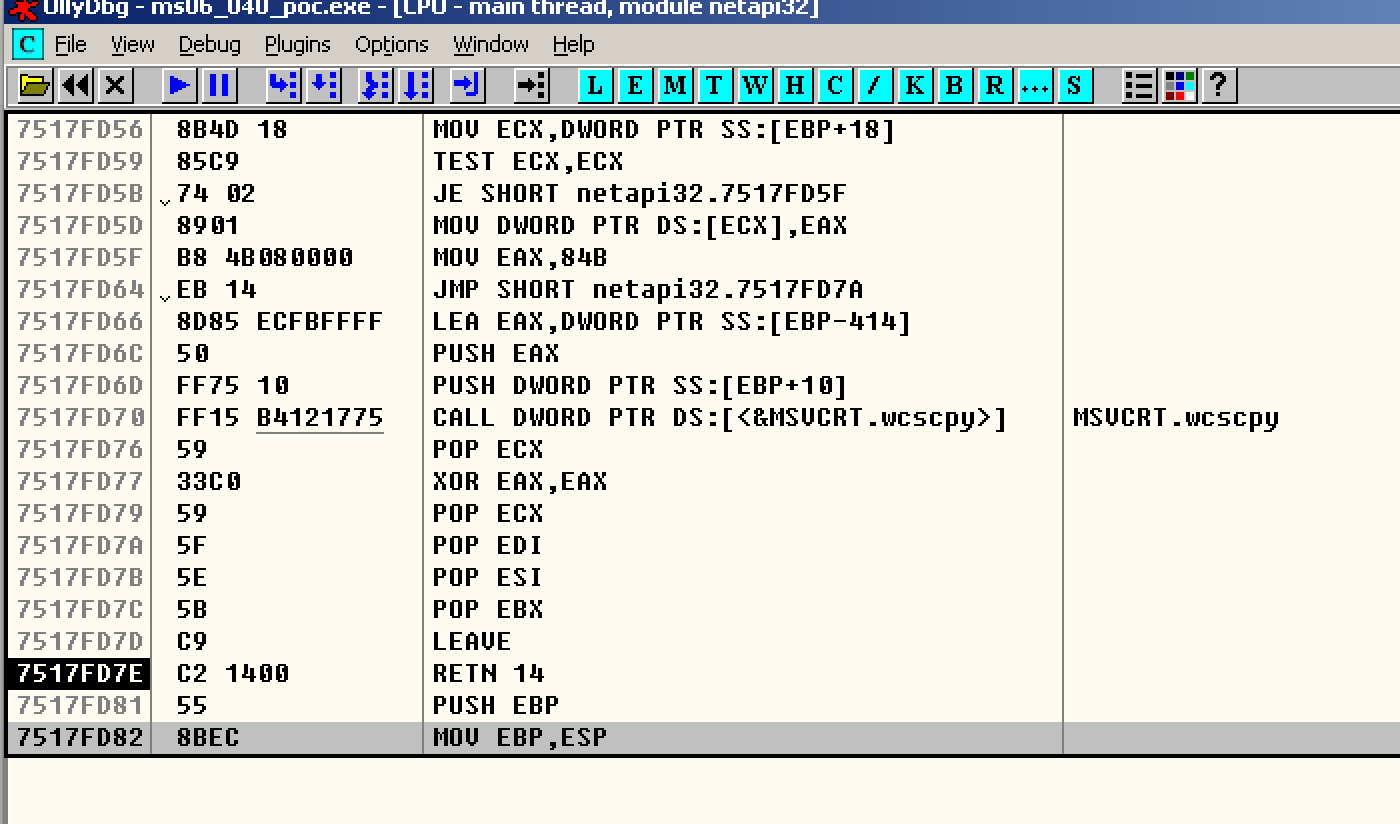 OllyDbg - ms06_040_poc.exe - [CPU - main thread, module netapi32]
C File View Debug Plugins Options Window Help
L E M T W H C / K B R ... S ?
7517FD56 8B4D 18 MOV ECX,DWORD PTR SS:[EBP+18]
7517FD59 85C9 TEST ECX,ECX
7517FD5B 74 02 JE SHORT netapi32.7517FD5F
7517FD5D 8901 MOV DWORD PTR DS:[ECX],EAX
7517FD5F B8 4B080000 MOV EAX,84B
7517FD64 EB 14 JMP SHORT netapi32.7517FD7A
7517FD66 8D85 ECFBFFFF LEA EAX,DWORD PTR SS:[EBP-414]
7517FD6C 50 PUSH EAX
7517FD6D FF75 10 PUSH DWORD PTR SS:[EBP+10]
7517FD70 FF15 B4121775 CALL DWORD PTR DS:[<&MSVCRT.wcscpy>] MSVCRT.wcscpy
7517FD76 59 POP ECX
7517FD77 33C0 XOR EAX,EAX
7517FD79 59 POP ECX
7517FD7A 5F POP EDI
7517FD7B 5E POP ESI
7517FD7C 5B POP EBX
7517FD7D C9 LEAVE
7517FD7E C2 1400 RETN 14
7517FD81 55 PUSH EBP
7517FD82 8BEC MOV EBP,ESP